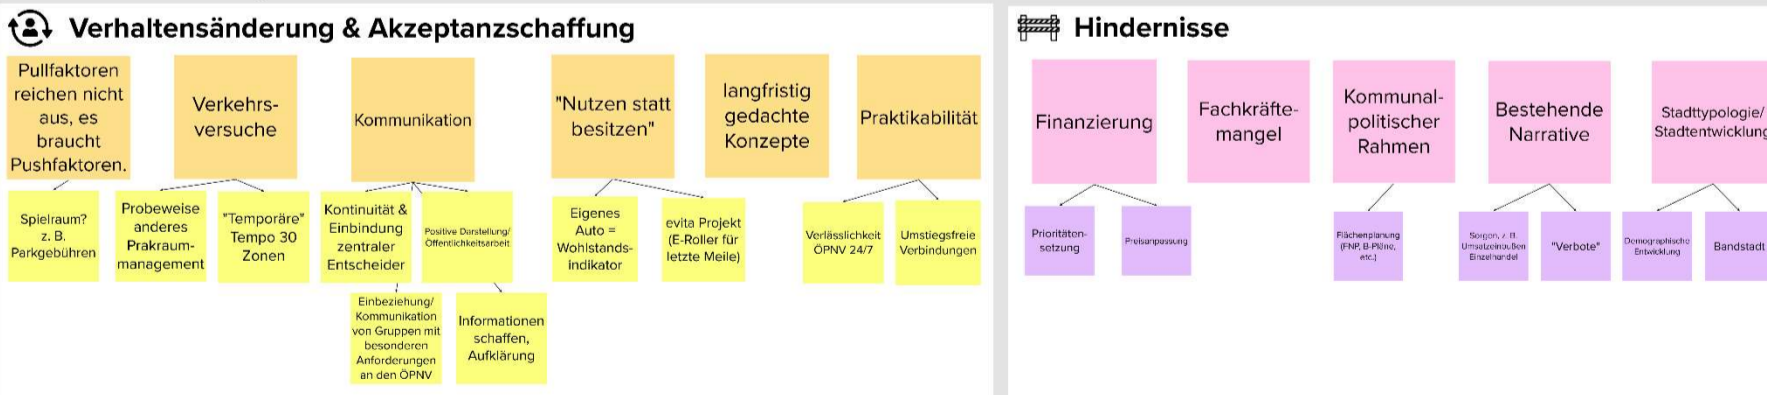 Verhaltensänderung & Akzeptanzschaffung
Pullfaktoren
reichen nicht
aus, es
braucht
Pushfaktoren.
Verkehrs-
versuche
Kommunikation
"Nutzen statt
besitzen"
langfristig
gedachte
Konzepte
Praktikabilität
Spielraum?
z. B.
Parkgebühren
Probeweise
anderes
Prakraum-
management
"Temporäre"
Tempo 30
Zonen
Kontinuität &
Einbindung
zentraler
Entscheider
Positive Darstellung/
Öffentlichkeitsarbeit
Eigenes
Auto =
Wohlstands-
indikator
evita Projekt
(E-Roller für
letzte Meile)
Verlässlichkeit
ÖPNV 24/7
Umstiegsfreie
Verbindungen
Einbeziehung/
Kommunikation
von Gruppen mit
besonderen
Anforderungen
an den ÖPNV
Informationen
schaffen,
Aufklärung
Hindernisse
Finanzierung
Fachkräfte-
mangel
Kommunal-
politischer
Rahmen
Bestehende
Narrative
Stadttypologie/
Stadtentwicklung
Prioritäten-
setzung
Preisanpassung
Flächenplanung
(FNP, B-Pläne,
etc.)
Sorgen, z. B.
Umsatzeinbußen
Einzelhandel
"Verbote"
Demographische
Entwicklung
Bandstadt